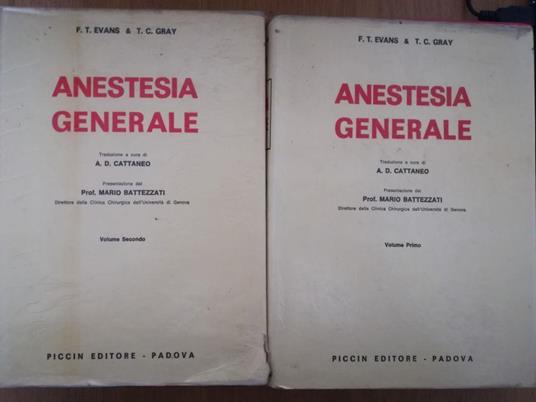 F. T. EVANS & T. C. GRAY
ANESTESIA
GENERALE
Traduzione a cura di
A. D. CATTANEO
Presentazione del
Prof. MARIO BATTEZZATI
Direttore della Clinica Chirurgica dell'Università di Genova
Volume Secondo
PICCIN EDITORE - PADOVA
F. T. EVANS & T. C. GRAY
ANESTESIA
GENERALE
Traduzione a cura di
A. D. CATTANEO
Presentazione del
Prof. MARIO BATTEZZATI
Direttore della Clinica Chirurgica dell'Università di Genova
Volume Primo
PICCIN EDITORE - PADOVA